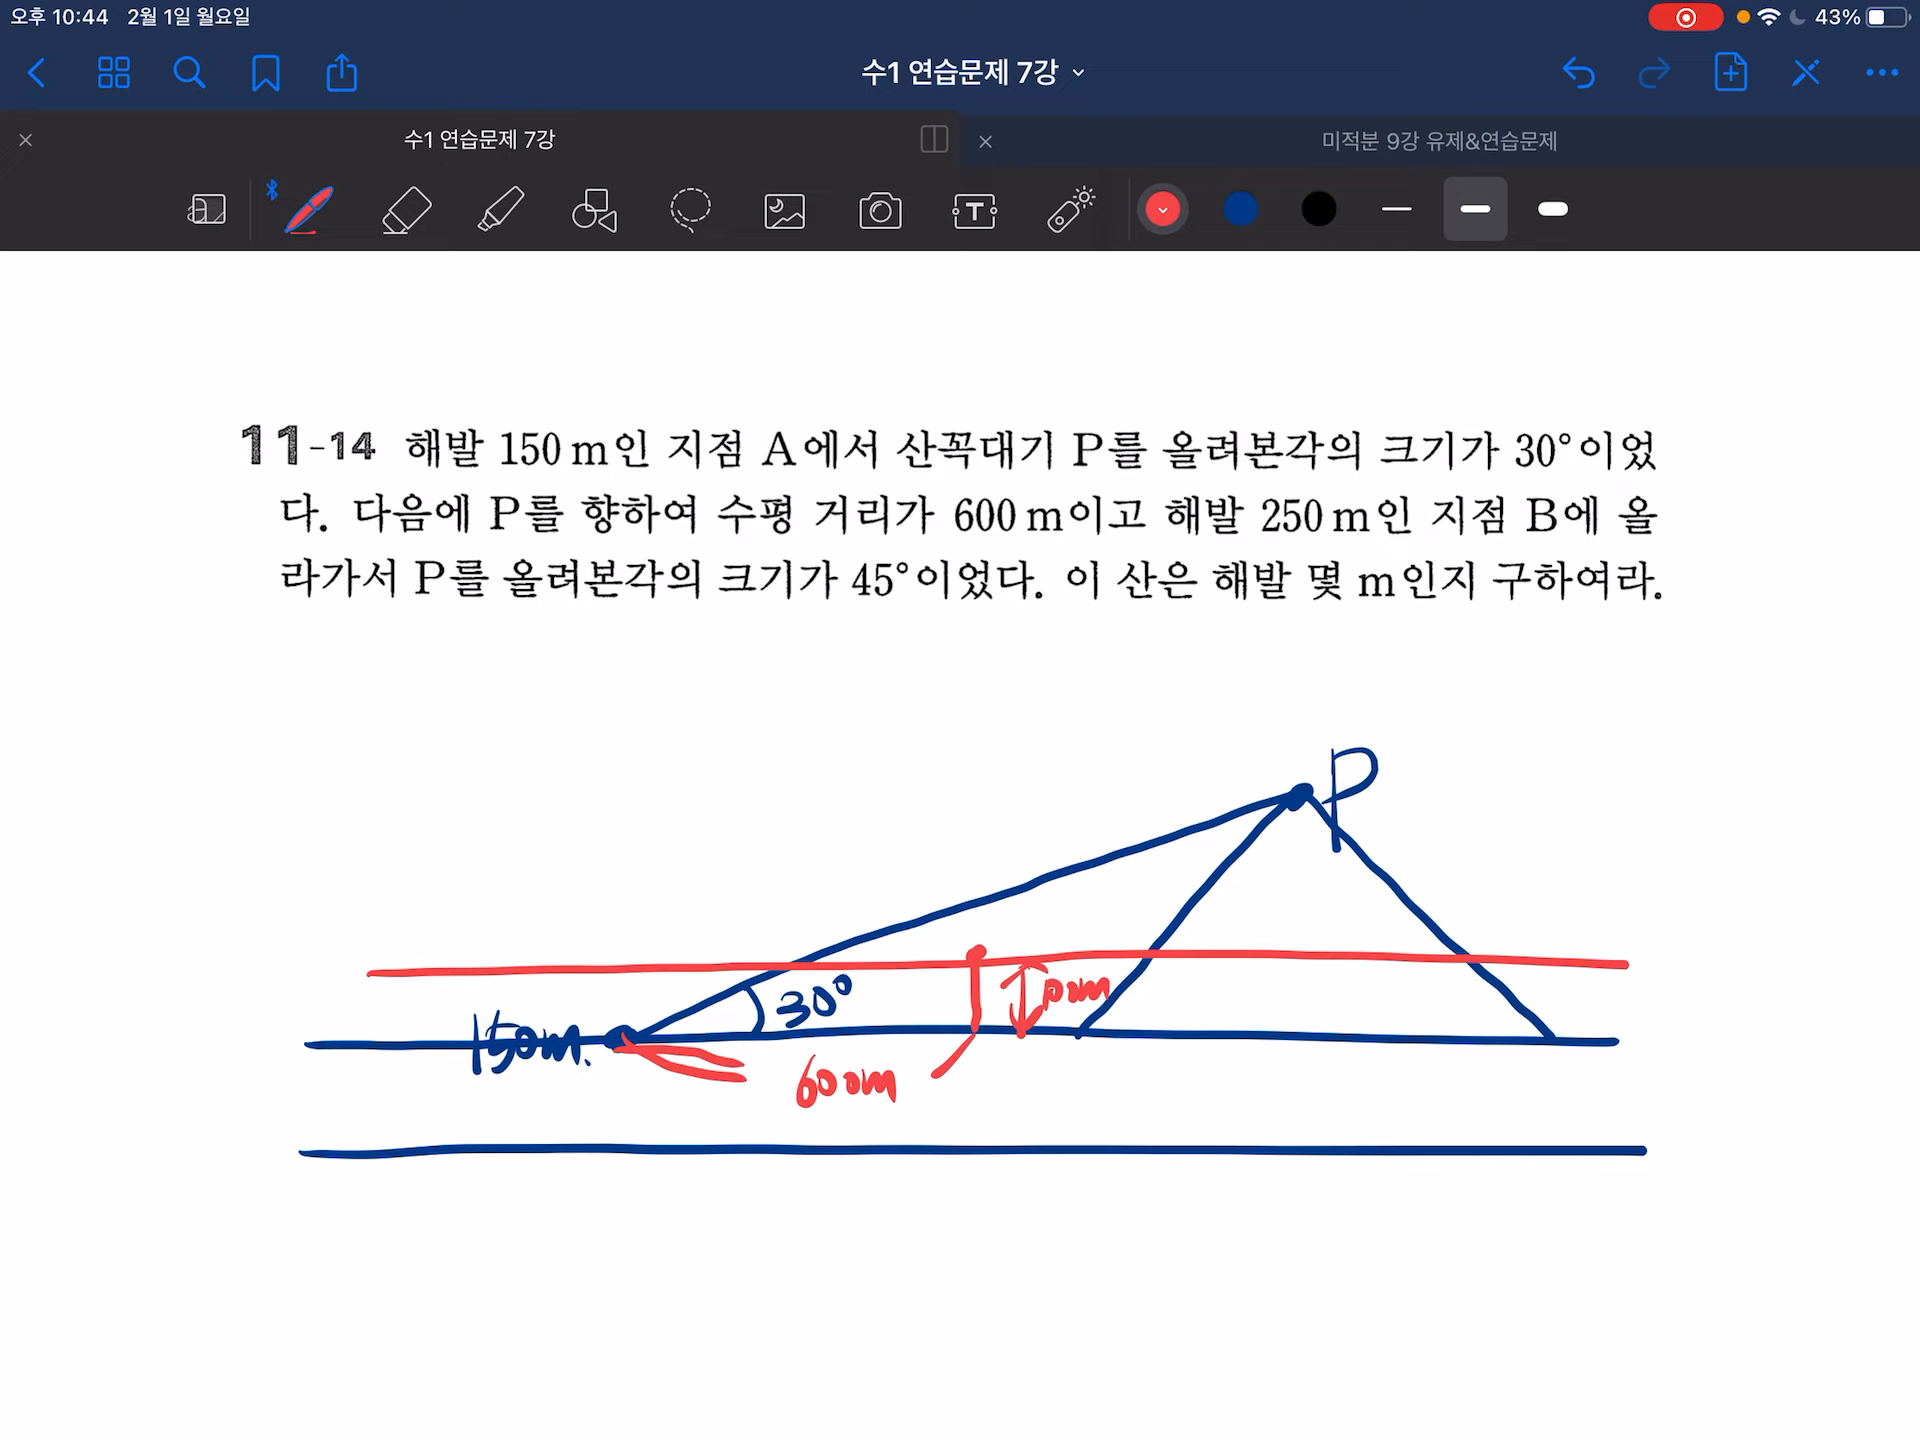 오후 10:44 2월 1일 월요일
43%
수1 연습문제 7강
수1 연습문제 7강
미적분 9강 유제&연습문제
11-14 해발 150 m인 지점 A에서 산꼭대기 P를 올려본각의 크기가 30°이었
다. 다음에 P를 향하여 수평 거리가 600 m이고 해발 250 m인 지점 B에 올
라가서 P를 올려본각의 크기가 45°이었다. 이 산은 해발 몇 m인지 구하여라.
P
30°
100m
150m.
600m